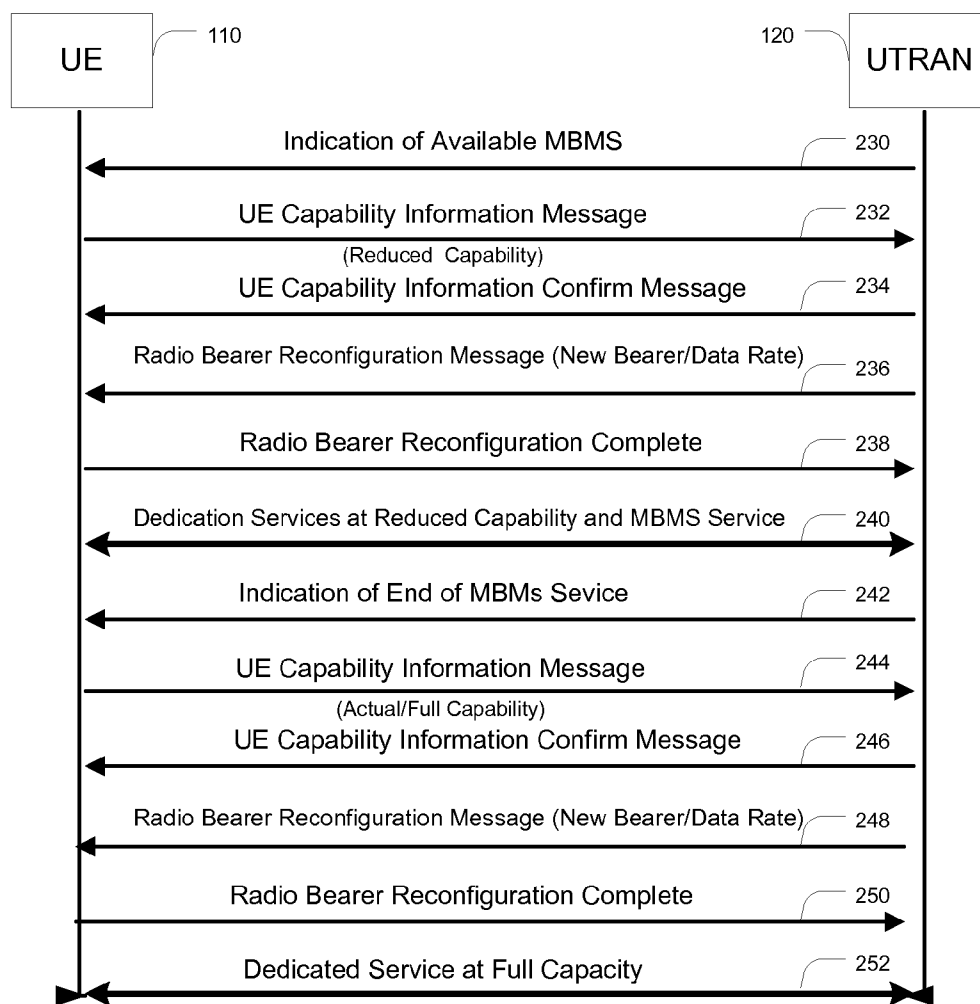 UE
110
120
UTRAN
Indication of Available MBMS
230
UE Capability Information Message
232
(Reduced Capability)
UE Capability Information Confirm Message
234
Radio Bearer Reconfiguration Message (New Bearer/Data Rate)
236
Radio Bearer Reconfiguration Complete
238
Dedication Services at Reduced Capability and MBMS Service
240
Indication of End of MBMs Sevice
242
UE Capability Information Message
244
(Actual/Full Capability)
UE Capability Information Confirm Message
246
Radio Bearer Reconfiguration Message (New Bearer/Data Rate)
248
Radio Bearer Reconfiguration Complete
250
Dedicated Service at Full Capacity
252